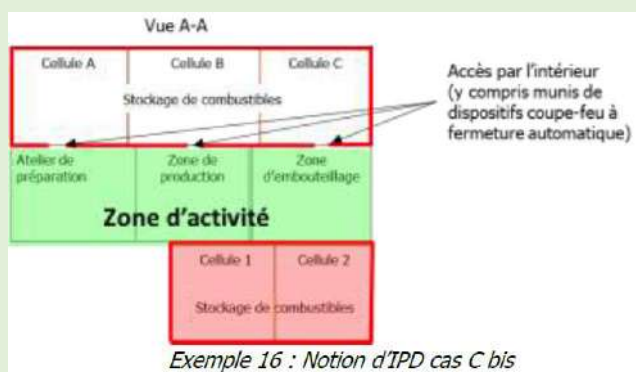 Vue A-A
Cellule A Cellule B Cellule C
Stockage de combustibles
Accès par l'intérieur
(y compris munis de
dispositifs coupe-feu à
fermeture automatique)
Atelier de Zone de Zone
préparation production d'embouteillage
Zone d'activité
Cellule 1 Cellule 2
Stockage de combustibles
Exemple 16 : Notion d'IPD cas C bis